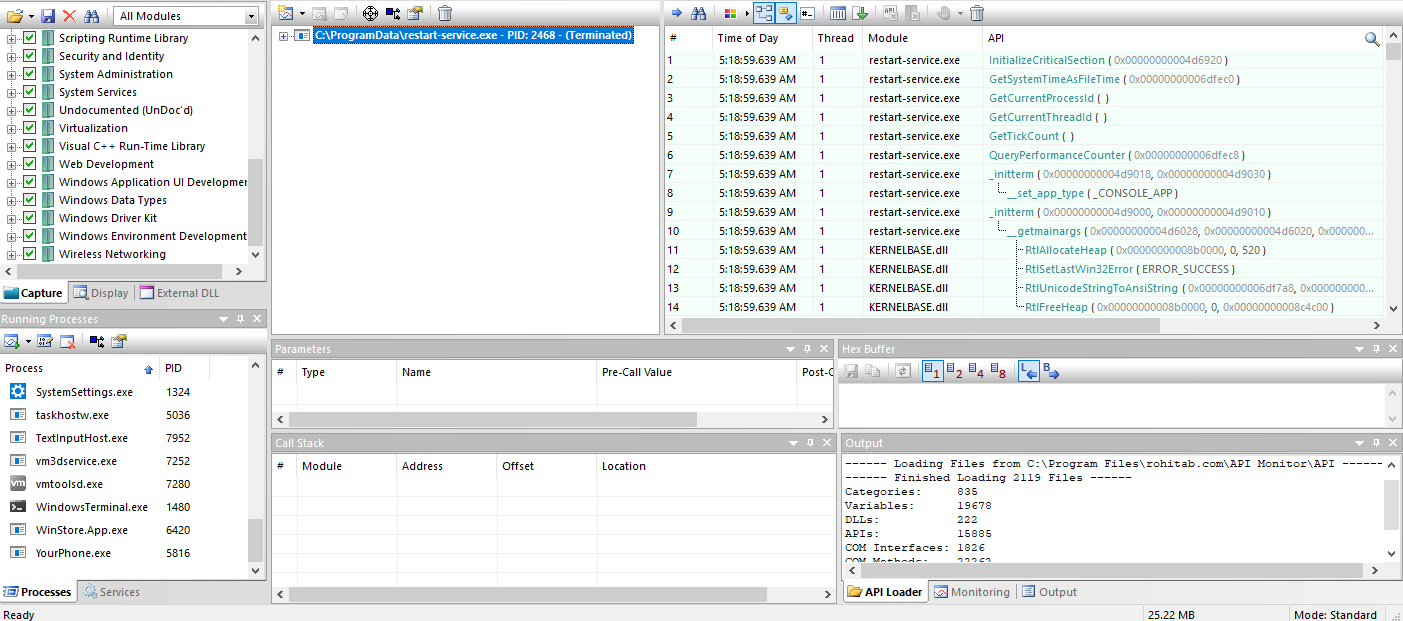 All Modules
Scripting Runtime Library
Security and Identity
System Administration
System Services
Undocumented (UnDoc'd)
Virtualization
Visual C++ Run-Time Library
Web Development
Windows Application UI Developmer
Windows Data Types
Windows Driver Kit
Windows Environment Development
Wireless Networking
Capture Display External DLL
Running Processes
Process PID
SystemSettings.exe 1324
taskhostw.exe 5036
TextInputHost.exe 7952
vm3dservice.exe 7252
vm vmtoolsd.exe 7280
WindowsTerminal.exe 1480
WinStore.App.exe 6420
YourPhone.exe 5816
Processes Services
Ready
C:\ProgramData\restart-service.exe - PID: 2468 - (Terminated)
# Time of Day Thread Module API
1 5:18:59.639 AM 1 restart-service.exe InitializeCriticalSection ( 0x00000000004d6920 )
2 5:18:59.639 AM 1 restart-service.exe GetSystemTimeAsFileTime ( 0x00000000006dfec0 )
3 5:18:59.639 AM 1 restart-service.exe GetCurrentProcessId ( )
4 5:18:59.639 AM 1 restart-service.exe GetCurrentThreadId ( )
5 5:18:59.639 AM 1 restart-service.exe GetTickCount ( )
6 5:18:59.639 AM 1 restart-service.exe QueryPerformanceCounter ( 0x00000000006dfec8 )
7 5:18:59.639 AM 1 restart-service.exe _initterm ( 0x00000000004d9018, 0x00000000004d9030 )
8 5:18:59.639 AM 1 restart-service.exe __set_app_type ( _CONSOLE_APP )
9 5:18:59.639 AM 1 restart-service.exe _initterm ( 0x00000000004d9000, 0x00000000004d9010 )
10 5:18:59.639 AM 1 restart-service.exe __getmainargs ( 0x00000000004d6028, 0x00000000004d6020, 0x000000...
11 5:18:59.639 AM 1 KERNELBASE.dll RtlAllocateHeap ( 0x00000000008b0000, 0, 520 )
12 5:18:59.639 AM 1 KERNELBASE.dll RtlSetLastWin32Error ( ERROR_SUCCESS )
13 5:18:59.639 AM 1 KERNELBASE.dll RtlUnicodeStringToAnsiString ( 0x00000000006df7a8, 0x000000...
14 5:18:59.639 AM 1 KERNELBASE.dll RtlFreeHeap ( 0x00000000008b0000, 0, 0x00000000008c4c00 )
Parameters
# Type Name Pre-Call Value Post-C
Hex Buffer
1 2 4 8 L B
Call Stack
# Module Address Offset Location
Output
------ Loading Files from C:\Program Files\rohitab.com\API Monitor\API ------
------ Finished Loading 2119 Files ------
Categories: 835
Variables: 19678
DLLs: 222
APIs: 15885
COM Interfaces: 1826
COM Methods: 22262
API Loader Monitoring Output
25.22 MB Mode: Standard